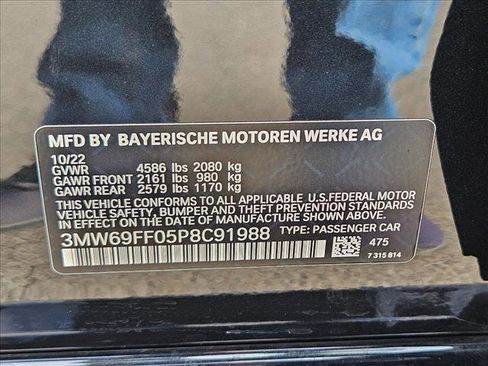 MFD BY BAYERISCHE MOTOREN WERKE AG
10/22
GVWR 4586 lbs 2080 kg
GAWR FRONT 2161 lbs 980 kg
GAWR REAR 2579 lbs 1170 kg
THIS VEHICLE CONFORMS TO ALL APPLICABLE U.S.FEDERAL MOTOR
VEHICLE SAFETY, BUMPER, AND THEFT PREVENTION STANDARDS
IN EFFECT ON THE DATE OF MANUFACTURE SHOWN ABOVE.
3MW69FF05P8C91988 TYPE: PASSENGER CAR
475
7 315 814